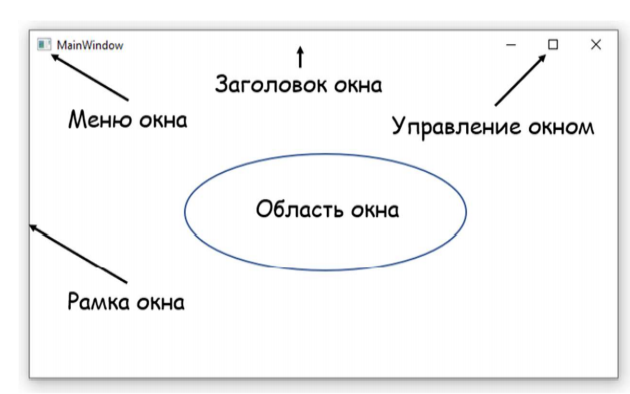 MainWindow
Заголовок окна
Меню окна
Управление окном
Область окна
Рамка окна